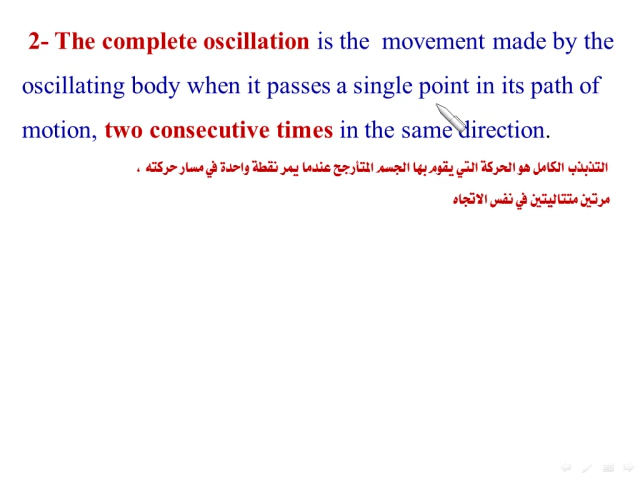 2- The complete oscillation is the movement made by the
oscillating body when it passes a single point in its path of
motion, two consecutive times in the same direction.
التذبذب الكامل هو الحركة التي يقوم بها الجسم المتأرجح عندما يمر نقطة واحدة في مسار حركته ،
مرتين متتاليتين في نفس الاتجاه